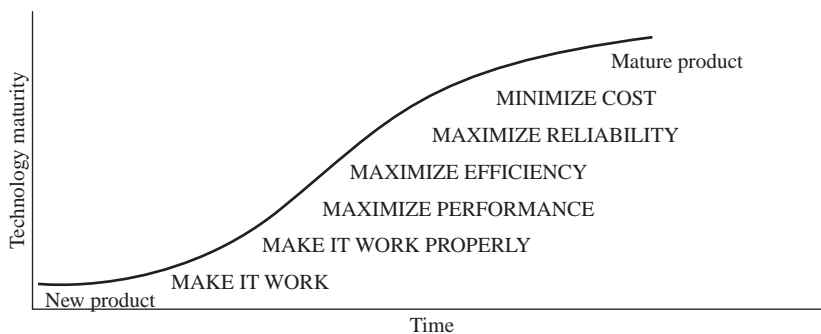 Technology maturity
Mature product
MINIMIZE COST
MAXIMIZE RELIABILITY
MAXIMIZE EFFICIENCY
MAXIMIZE PERFORMANCE
MAKE IT WORK PROPERLY
MAKE IT WORK
New product
Time